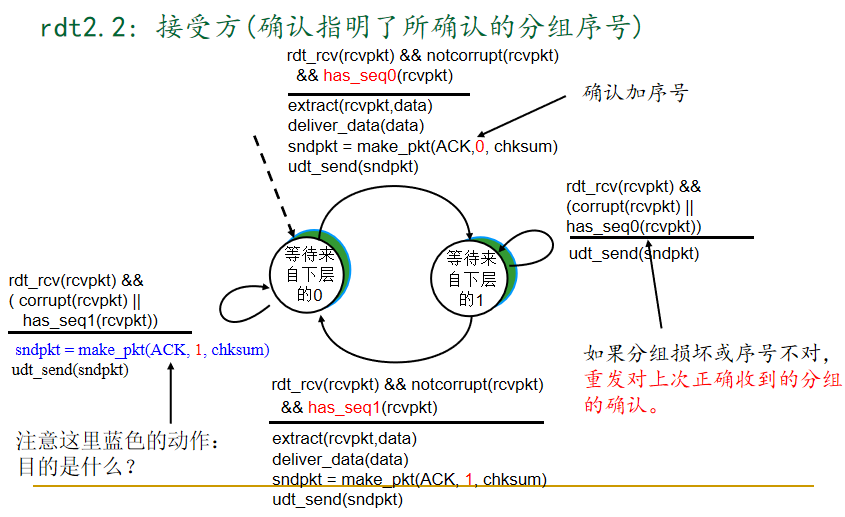 rdt2.2: 接受方(确认指明了所确认的分组序号)
rdt_rcv(rcvpkt) && notcorrupt(rcvpkt)
&& has_seq0(rcvpkt)
extract(rcvpkt,data)
deliver_data(data)
sndpkt = make_pkt(ACK,0, chksum)
udt_send(sndpkt)
确认加序号
rdt_rcv(rcvpkt) &&
(corrupt(rcvpkt) ||
has_seq0(rcvpkt))
udt_send(sndpkt)
等待来
自下层
的0
等待来
自下层
的1
rdt_rcv(rcvpkt) &&
( corrupt(rcvpkt) ||
has_seq1(rcvpkt))
sndpkt = make_pkt(ACK, 1, chksum)
udt_send(sndpkt)
如果分组损坏或序号不对,
重发对上次正确收到的分组
的确认。
rdt_rcv(rcvpkt) && notcorrupt(rcvpkt)
&& has_seq1(rcvpkt)
extract(rcvpkt,data)
deliver_data(data)
sndpkt = make_pkt(ACK, 1, chksum)
udt_send(sndpkt)
注意这里蓝色的动作:
目的是什么?